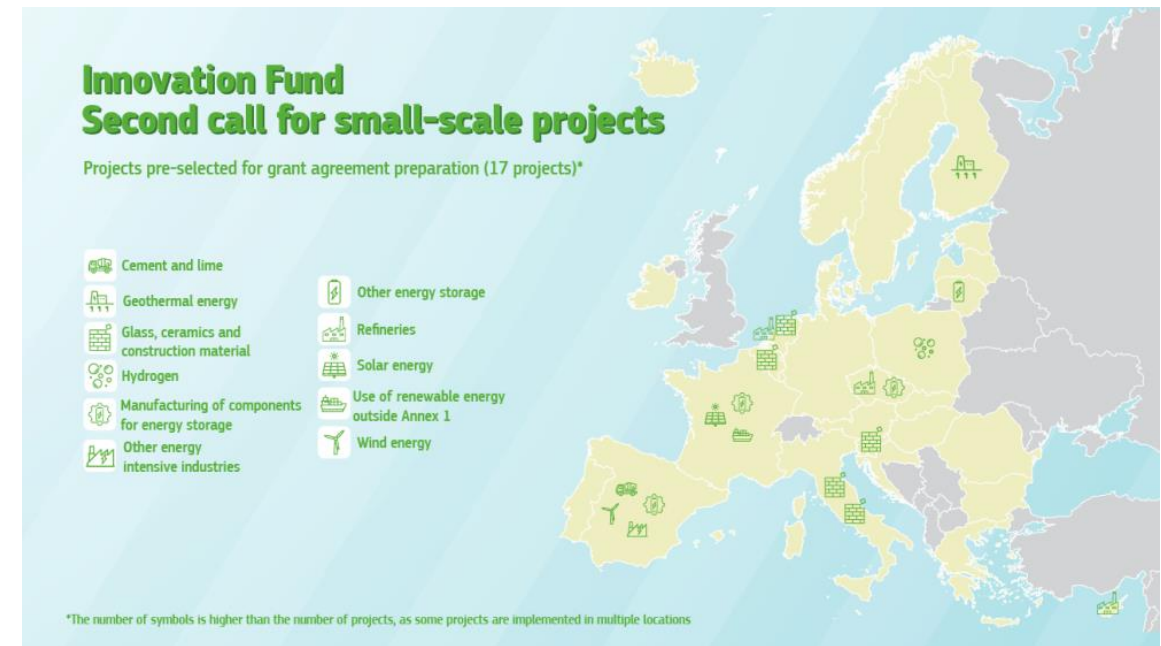 Innovation Fund
Second call for small-scale projects
Projects pre-selected for grant agreement preparation (17 projects)*
Cement and lime
Geothermal energy
Glass, ceramics and
construction material
Hydrogen
Manufacturing of components
for energy storage
Other energy
intensive industries
Other energy storage
Refineries
Solar energy
Use of renewable energy
outside Annex 1
Wind energy
*The number of symbols is higher than the number of projects, as some projects are implemented in multiple locations